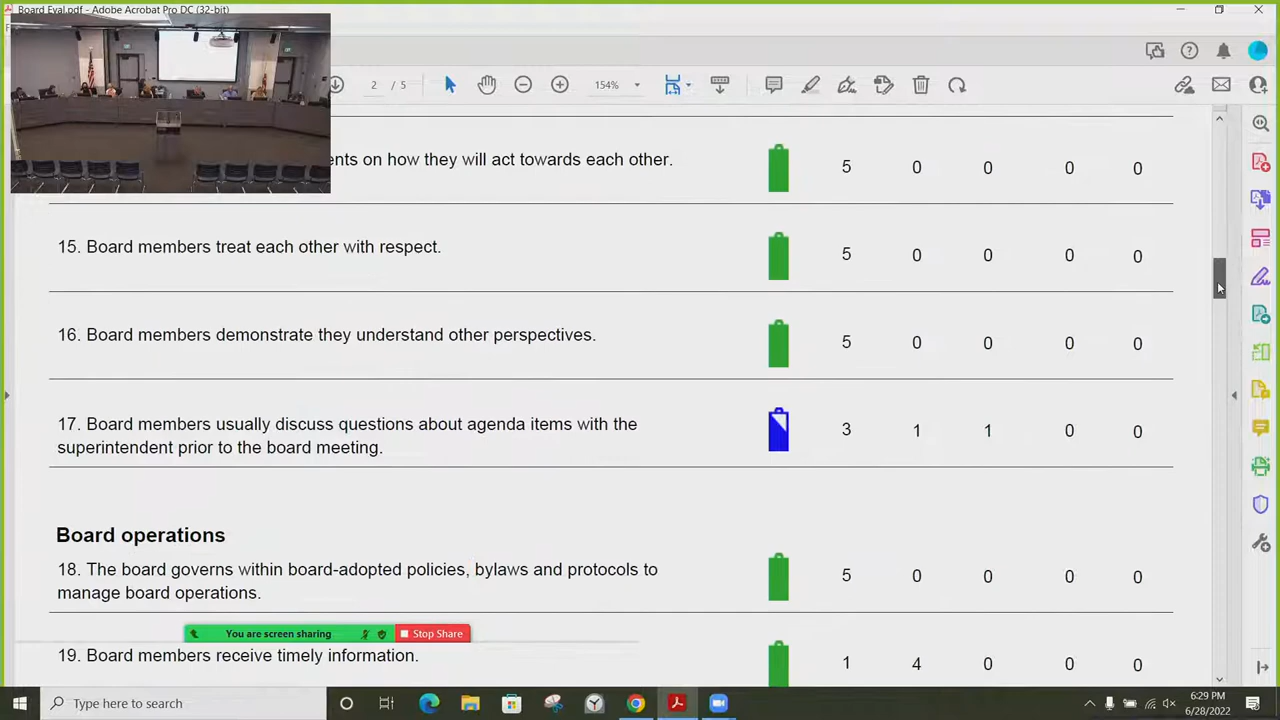 Board Eval.pdf - Adobe Acrobat Pro DC (32-bit)
2 / 5
154%
ents on how they will act towards each other.
5 0 0 0 0
15. Board members treat each other with respect.
5 0 0 0 0
16. Board members demonstrate they understand other perspectives.
5 0 0 0 0
17. Board members usually discuss questions about agenda items with the
superintendent prior to the board meeting.
3 1 1 0 0
Board operations
18. The board governs within board-adopted policies, bylaws and protocols to
manage board operations.
5 0 0 0 0
You are screen sharing
Stop Share
19. Board members receive timely information.
1 4 0 0 0
Type here to search
6:29 PM
6/28/2022